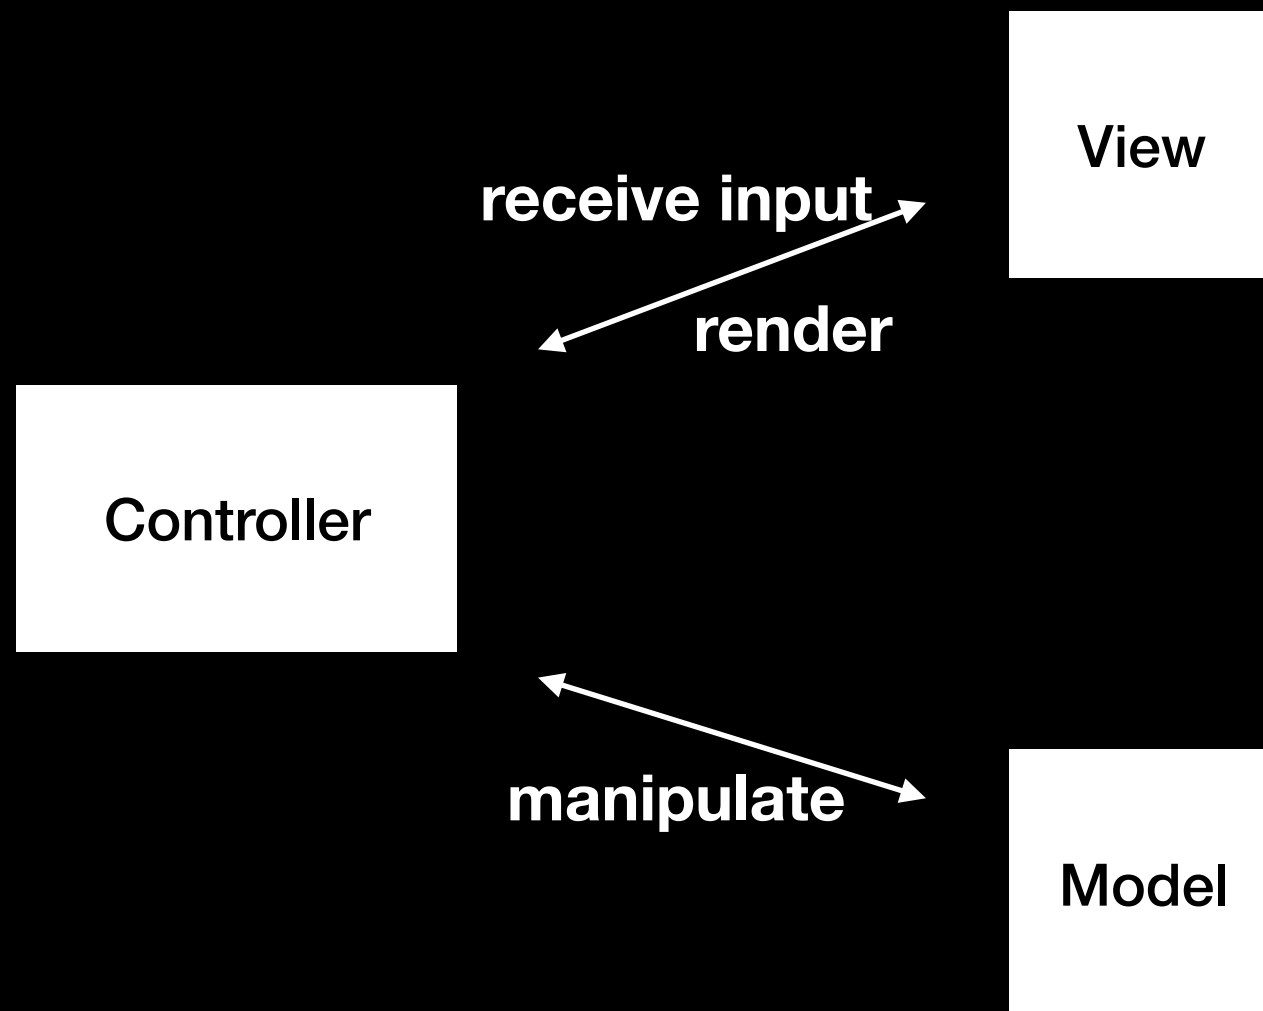 View
receive input
render
Controller
manipulate
Model